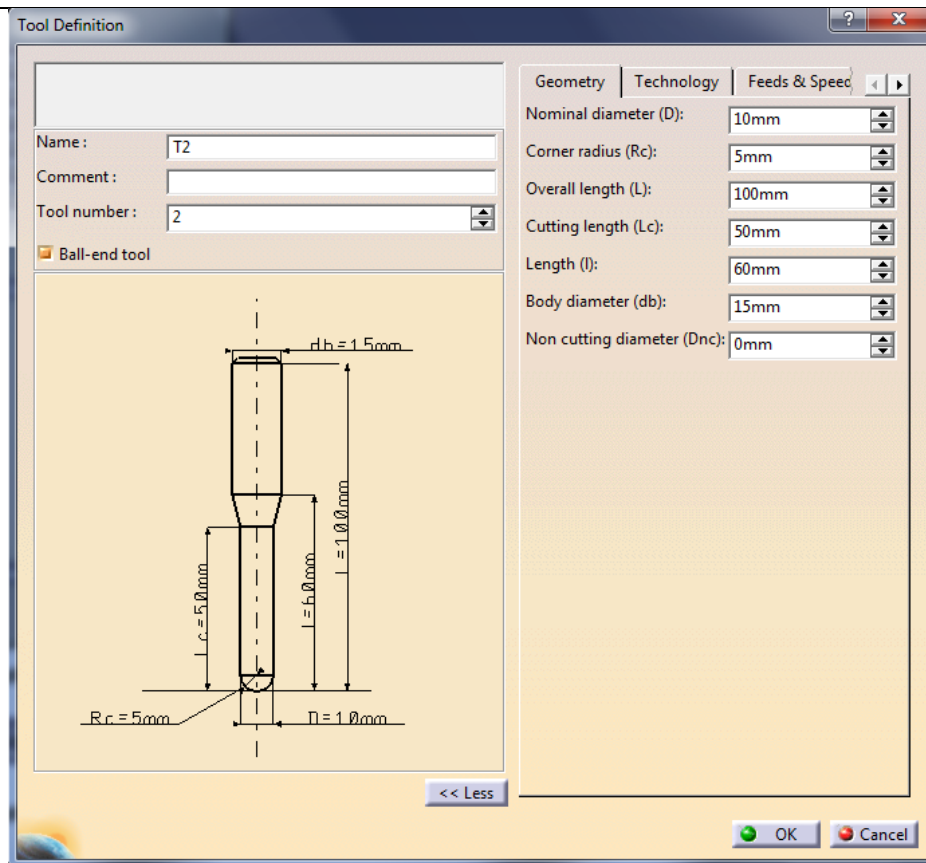 Tool Definition
?
X
Name :
T2
Comment :
Tool number :
2
Ball-end tool
db=15mm
L=100mm
l=60mm
Lc=50mm
Rc=5mm
D=10mm
<< Less
Geometry
Technology
Feeds & Speed
Nominal diameter (D):
10mm
Corner radius (Rc):
5mm
Overall length (L):
100mm
Cutting length (Lc):
50mm
Length (l):
60mm
Body diameter (db):
15mm
Non cutting diameter (Dnc):
0mm
OK
Cancel